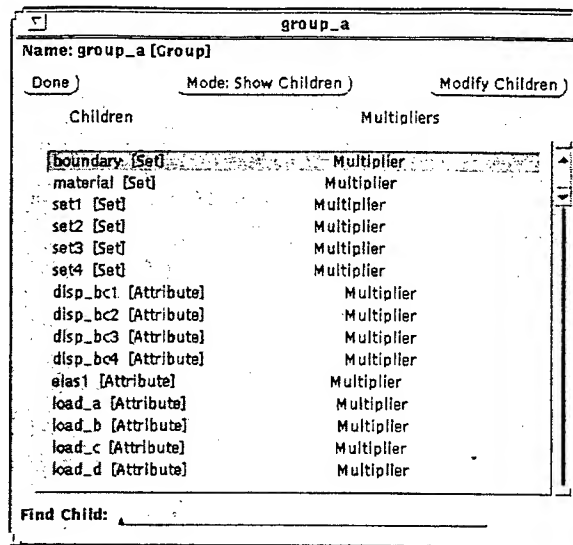 group_a
Name: group_a [Group]
Done Mode: Show Children Modify Children
Children Multipliers
boundary [Set] Multiplier
material [Set] Multiplier
set1 [Set] Multiplier
set2 [Set] Multiplier
set3 [Set] Multiplier
set4 [Set] Multiplier
disp_bc1 [Attribute] Multiplier
disp_bc2 [Attribute] Multiplier
disp_bc3 [Attribute] Multiplier
disp_bc4 [Attribute] Multiplier
elas1 [Attribute] Multiplier
load_a [Attribute] Multiplier
load_b [Attribute] Multiplier
load_c [Attribute] Multiplier
load_d [Attribute] Multiplier
Find Child: